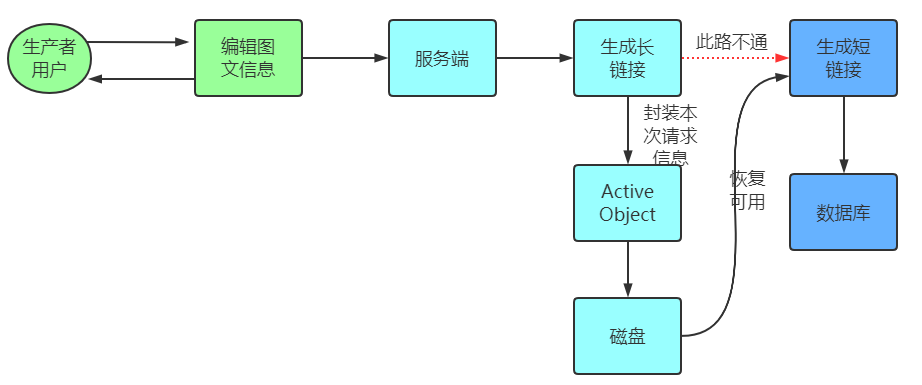 生产者
用户
编辑图
文信息
服务端
生成长
链接
此路不通
生成短
链接
封装本
次请求
信息
Active
Object
恢复
可用
数据库
磁盘